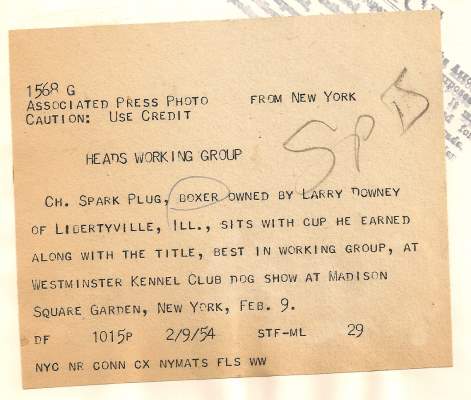 1568 G
ASSOCIATED PRESS PHOTO FROM NEW YORK
CAUTION: USE CREDIT
HEADS WORKING GROUP
CH. SPARK PLUG, BOXER OWNED BY LARRY DOWNEY
OF LIBERTYVILLE, ILL., SITS WITH CUP HE EARNED
ALONG WITH THE TITLE, BEST IN WORKING GROUP, AT
WESTMINSTER KENNEL CLUB DOG SHOW AT MADISON
SQUARE GARDEN, NEW YORK, FEB. 9.
DF 1015P 2/9/54 STF-ML 29
NYC NR CONN CX NYMATS FLS WW